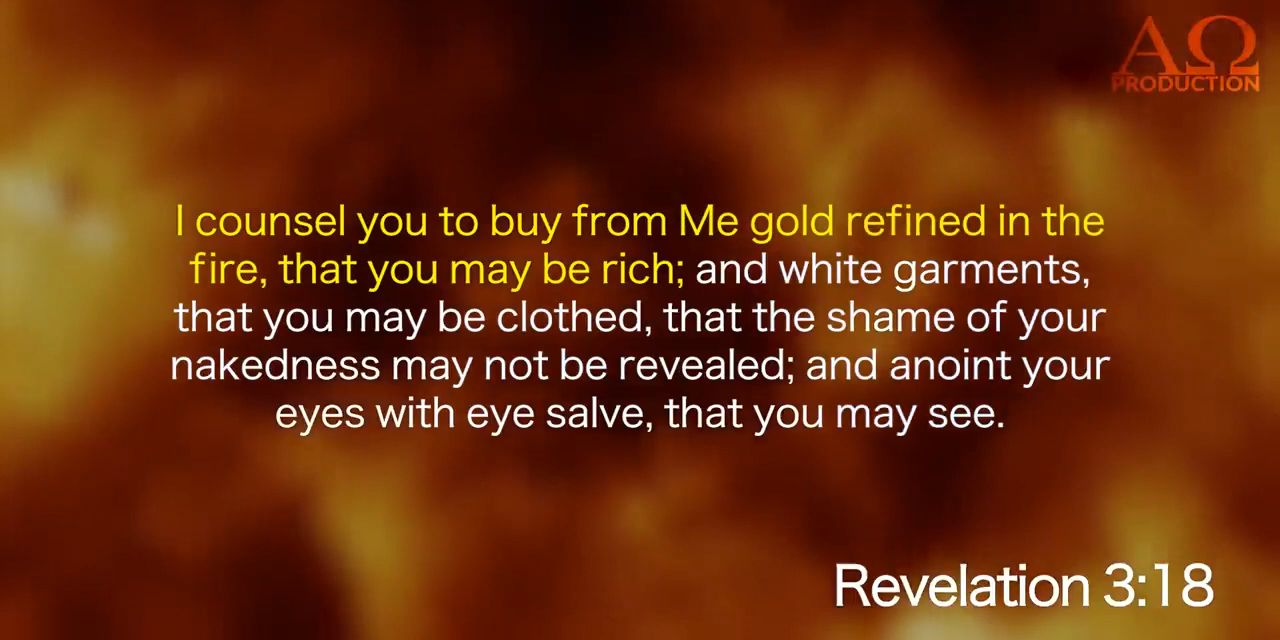 ΑΩ
PRODUCTION
I counsel you to buy from Me gold refined in the
fire, that you may be rich; and white garments,
that you may be clothed, that the shame of your
nakedness may not be revealed; and anoint your
eyes with eye salve, that you may see.
Revelation 3:18